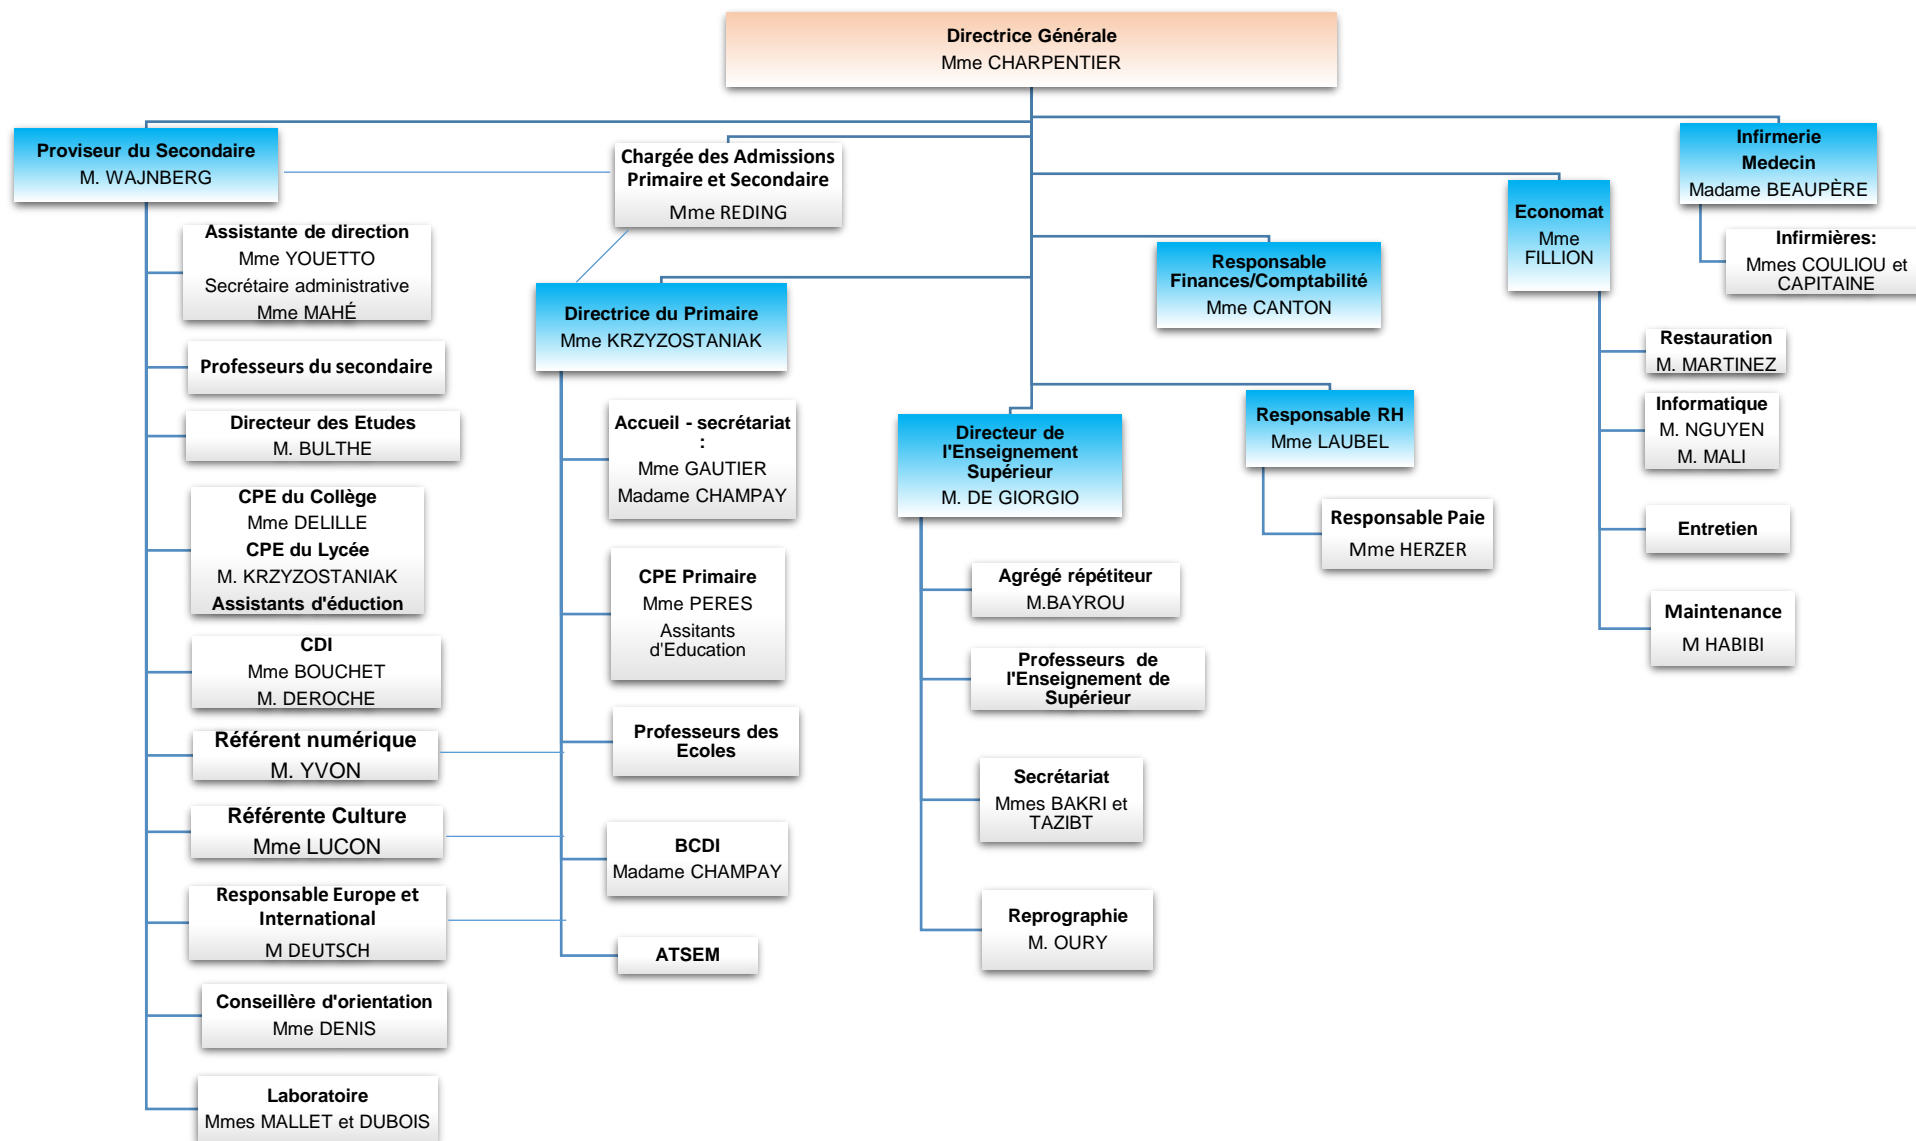 Directrice Générale
Mme CHARPENTIER
Proviseur du Secondaire
M. WAJNBERG
Chargée des Admissions
Primaire et Secondaire
Mme REDING
Infirmerie
Medecin
Madame BEAUPÈRE
Economat
Mme
FILLION
Infirmières:
Mmes COULIOU et
CAPITAINE
Assistante de direction
Mme YOUETTO
Secrétaire administrative
Mme MAHÉ
Responsable
Finances/Comptabilité
Mme CANTON
Directrice du Primaire
Mme KRZYZOSTANIAK
Professeurs du secondaire
Directeur des Etudes
M. BULTHE
CPE du Collège
Mme DELILLE
CPE du Lycée
M. KRZYZOSTANIAK
Assistants d'éduction
CDI
Mme BOUCHET
M. DEROCHE
Référent numérique
M. YVON
Référente Culture
Mme LUCON
Responsable Europe et
International
M DEUTSCH
Conseillère d'orientation
Mme DENIS
Laboratoire
Mmes MALLET et DUBOIS
Accueil - secrétariat
:
Mme GAUTIER
Madame CHAMPAY
CPE Primaire
Mme PERES
Assitants
d'Education
Professeurs des
Ecoles
BCDI
Madame CHAMPAY
ATSEM
Directeur de
l'Enseignement
Supérieur
M. DE GIORGIO
Agrégé répétiteur
M.BAYROU
Professeurs de
l'Enseignement de
Supérieur
Secrétariat
Mmes BAKRI et
TAZIBT
Reprographie
M. OURY
Responsable RH
Mme LAUBEL
Responsable Paie
Mme HERZER
Restauration
M. MARTINEZ
Informatique
M. NGUYEN
M. MALI
Entretien
Maintenance
M HABIBI